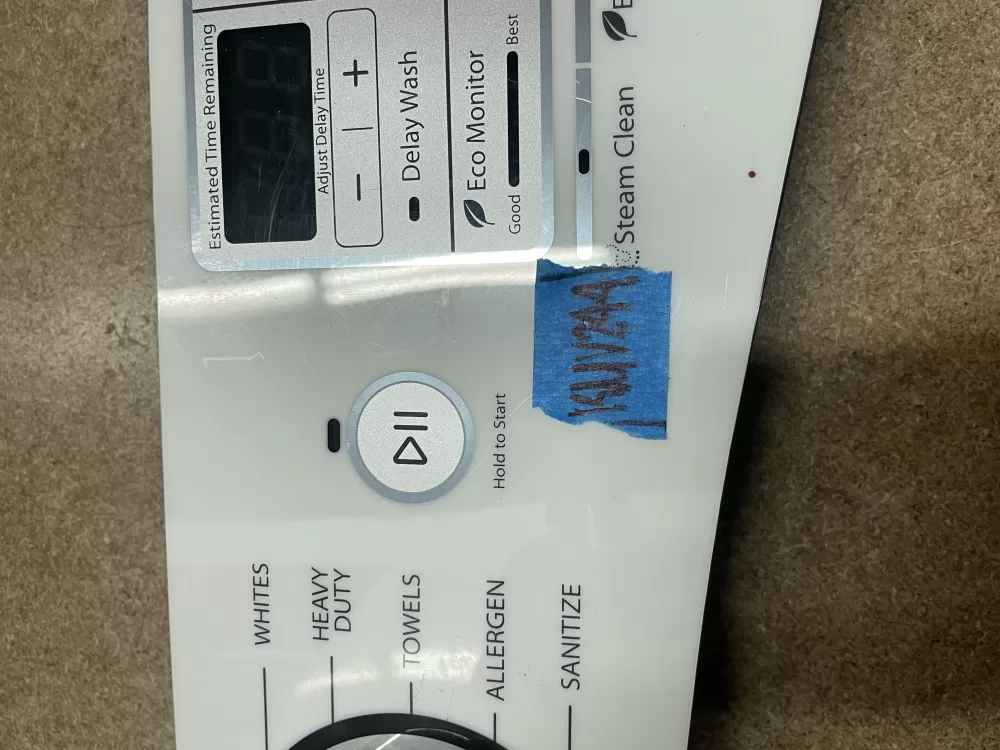 Estimated Time Remaining
Adjust Delay Time
− | +
Delay Wash
Eco Monitor
Good Best
Steam Clean
Hold to Start
WHITES
HEAVY
DUTY
TOWELS
ALLERGEN
SANITIZE